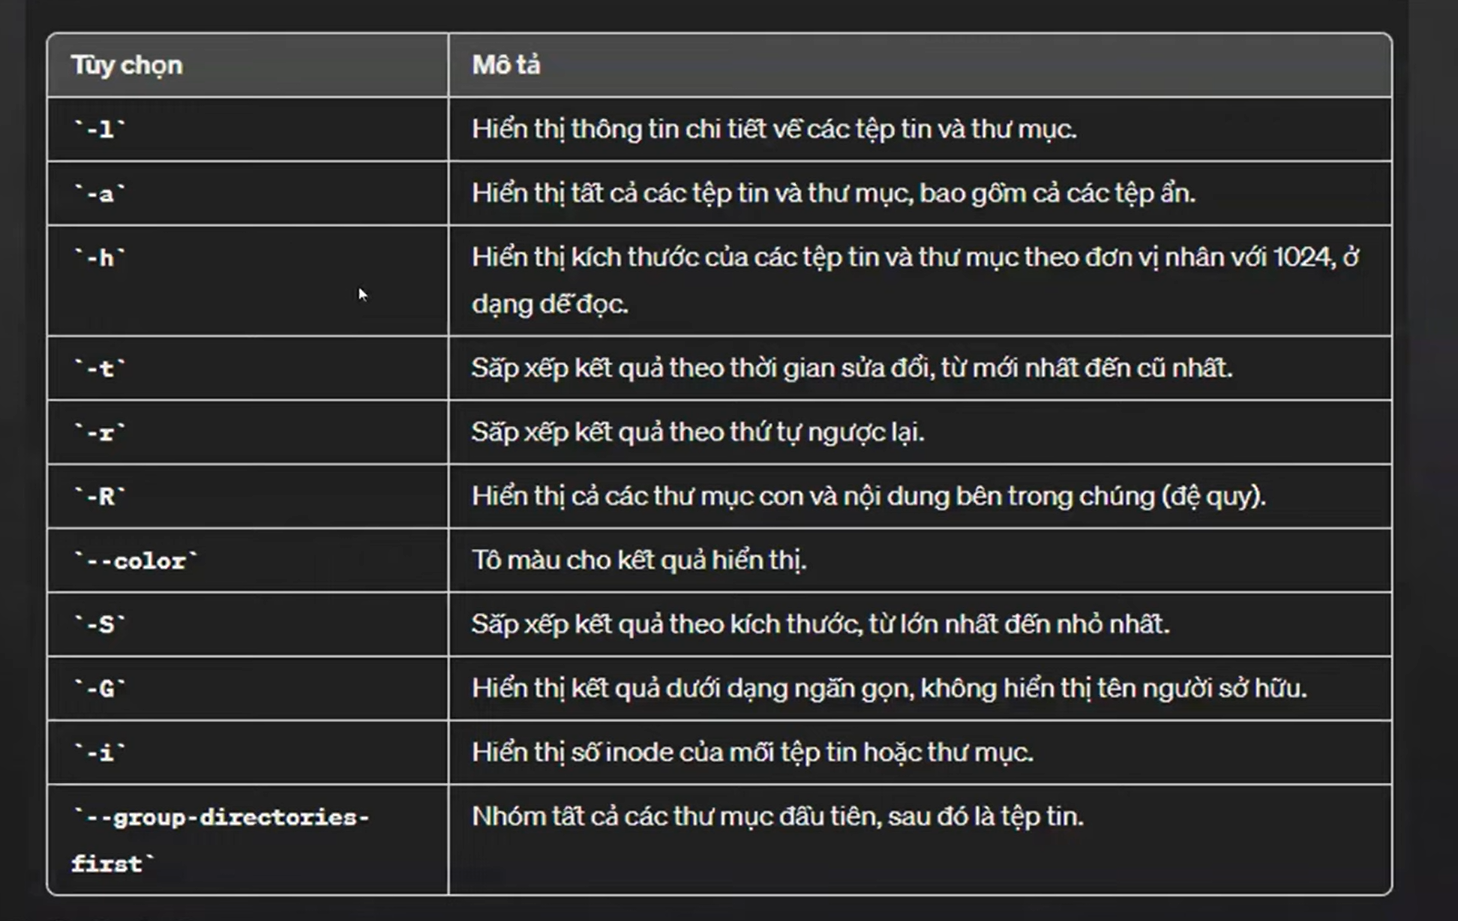 Tùy chọn Mô tả
`-l` Hiển thị thông tin chi tiết về các tệp tin và thư mục.
`-a` Hiển thị tất cả các tệp tin và thư mục, bao gồm cả các tệp ẩn.
`-h` Hiển thị kích thước của các tệp tin và thư mục theo đơn vị nhân với 1024, ở
dạng dễ đọc.
`-t` Sắp xếp kết quả theo thời gian sửa đổi, từ mới nhất đến cũ nhất.
`-r` Sắp xếp kết quả theo thứ tự ngược lại.
`-R` Hiển thị cả các thư mục con và nội dung bên trong chúng (đệ quy).
`--color` Tô màu cho kết quả hiển thị.
`-S` Sắp xếp kết quả theo kích thước, từ lớn nhất đến nhỏ nhất.
`-G` Hiển thị kết quả dưới dạng ngắn gọn, không hiển thị tên người sở hữu.
`-i` Hiển thị số inode của mỗi tệp tin hoặc thư mục.
`--group-directories- Nhóm tất cả các thư mục đầu tiên, sau đó là tệp tin.
first`